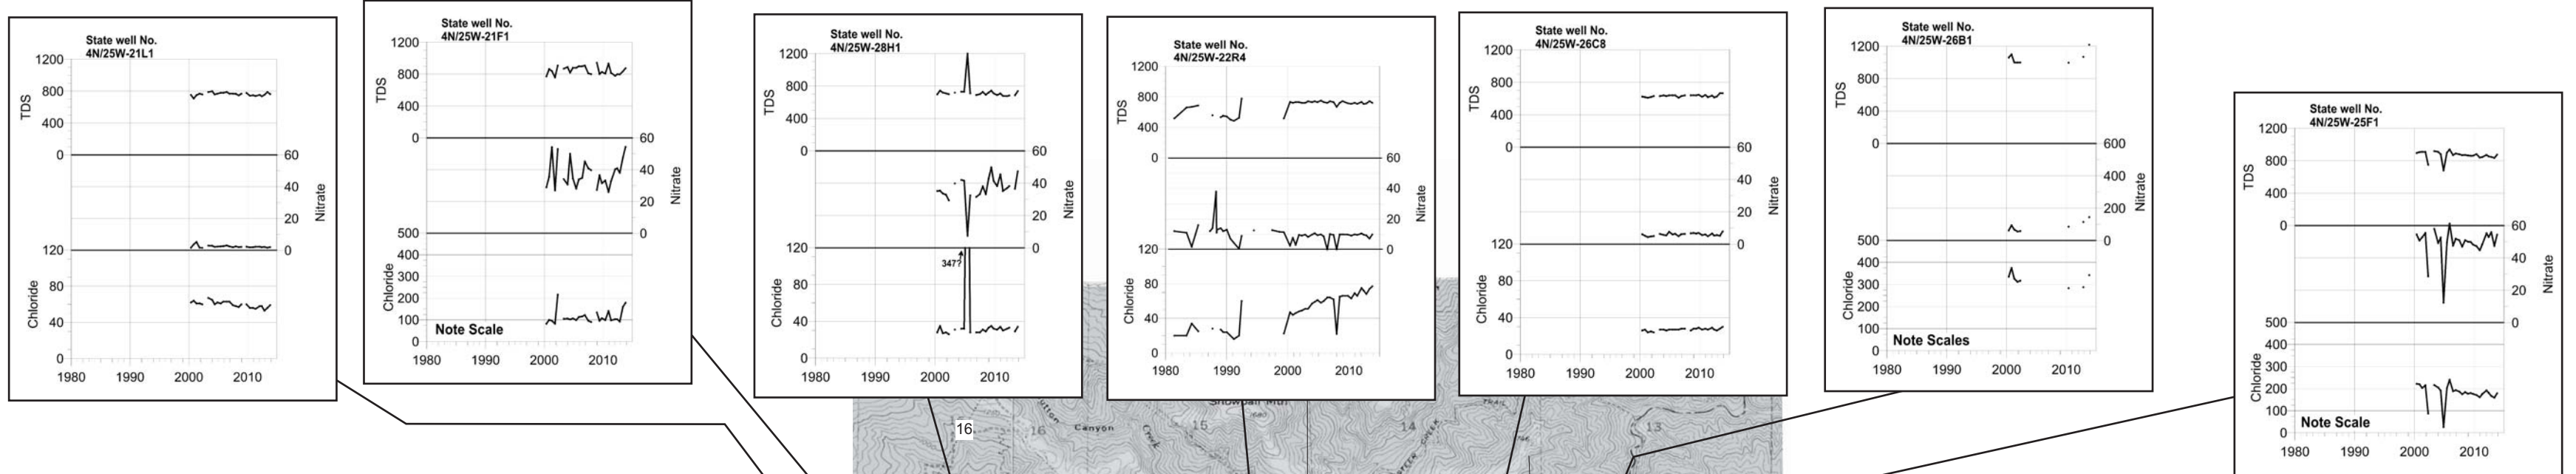 State well No.
4N/25W-21L1
1200
800
400
0
TDS
60
40
20
0
Nitrate
120
80
40
0
Chloride
1980 1990 2000 2010
State well No.
4N/25W-21F1
1200
800
400
0
TDS
60
40
20
0
Nitrate
500
400
300
200
100
0
Chloride
Note Scale
1980 1990 2000 2010
State well No.
4N/25W-28H1
1200
800
400
0
TDS
60
40
20
0
Nitrate
120
80
40
0
Chloride
347?
1980 1990 2000 2010
State well No.
4N/25W-22R4
1200
800
400
0
TDS
60
40
20
0
Nitrate
120
80
40
0
Chloride
1980 1990 2000 2010
State well No.
4N/25W-26C8
1200
800
400
0
TDS
60
40
20
0
Nitrate
120
80
40
0
Chloride
1980 1990 2000 2010
State well No.
4N/25W-26B1
1200
800
400
0
TDS
600
400
200
0
Nitrate
500
400
300
200
100
0
Chloride
Note Scales
1980 1990 2000 2010
State well No.
4N/25W-25F1
1200
800
400
0
TDS
60
40
20
0
Nitrate
500
400
300
200
100
0
Chloride
Note Scale
1980 1990 2000 2010
16
16
Canyon
Creek
15
14
CREEK
13